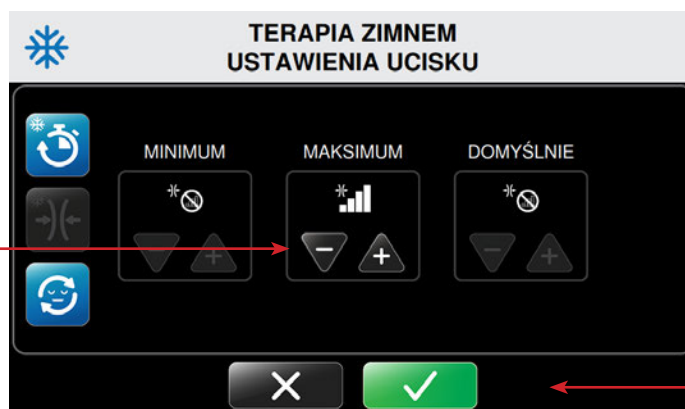 TERAPIA ZIMNEM
USTAWIENIA UCISKU
MINIMUM MAKSIMUM DOMYŚLNIE